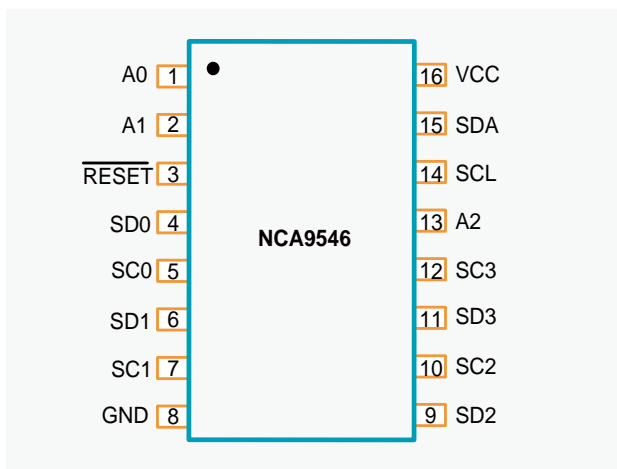 A0 1 16 VCC
A1 2 15 SDA
RESET 3 14 SCL
SD0 4 13 A2
NCA9546
SC0 5 12 SC3
SD1 6 11 SD3
SC1 7 10 SC2
GND 8 9 SD2